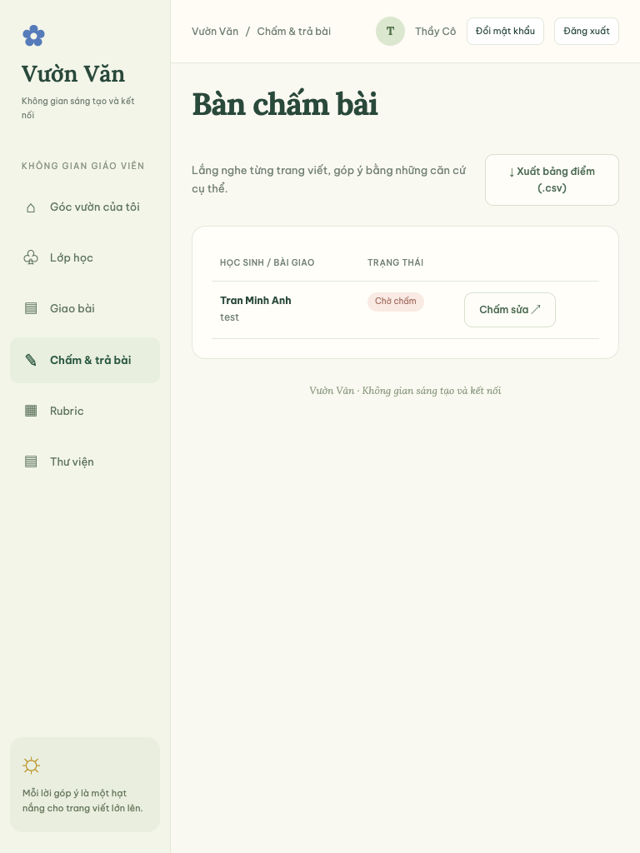 Vườn Văn
Không gian sáng tạo và kết
nối
KHÔNG GIAN GIÁO VIÊN
Góc vườn của tôi
Lớp học
Giao bài
Chấm & trả bài
Rubric
Thư viện
Mỗi lời góp ý là một hạt
nắng cho trang viết lớn lên.
Vườn Văn / Chấm & trả bài
T
Thầy Cô
Đổi mật khẩu
Đăng xuất
Bàn chấm bài
Lắng nghe từng trang viết, góp ý bằng những căn cứ
cụ thể.
↓ Xuất bảng điểm
(.csv)
HỌC SINH / BÀI GIAO
TRẠNG THÁI
Tran Minh Anh
test
Chờ chấm
Chấm sửa ↗
Vườn Văn · Không gian sáng tạo và kết nối